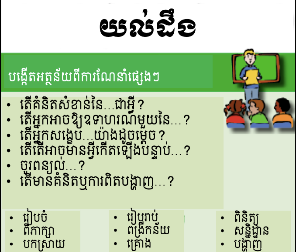 យល់ដឹង
បង្កើតអត្ថន័យពីការណែនាំផ្សេងៗ
• តើគំនិតសំខាន់នៃ...ជាអ្វី?
• តើអ្នកអាចឱ្យឧទាហរណ៍មួយនៃ...?
• តើអ្នកសង្ខេប...យ៉ាងដូចម្តេច?
• តើតើអាចមានអ្វីកើតឡើងបន្ទាប់...?
• ចូរពន្យល់...?
• តើមានគំនិតឬការពិតបង្ហាញ...?
• រៀបចំ
• ពិភាក្សា
• បកស្រាយ
• រៀបរាប់
• ពង្រីកន័យ
• គ្រោង
• ពិនិត្យ
• សន្និដ្ឋាន
• បង្ហាញ